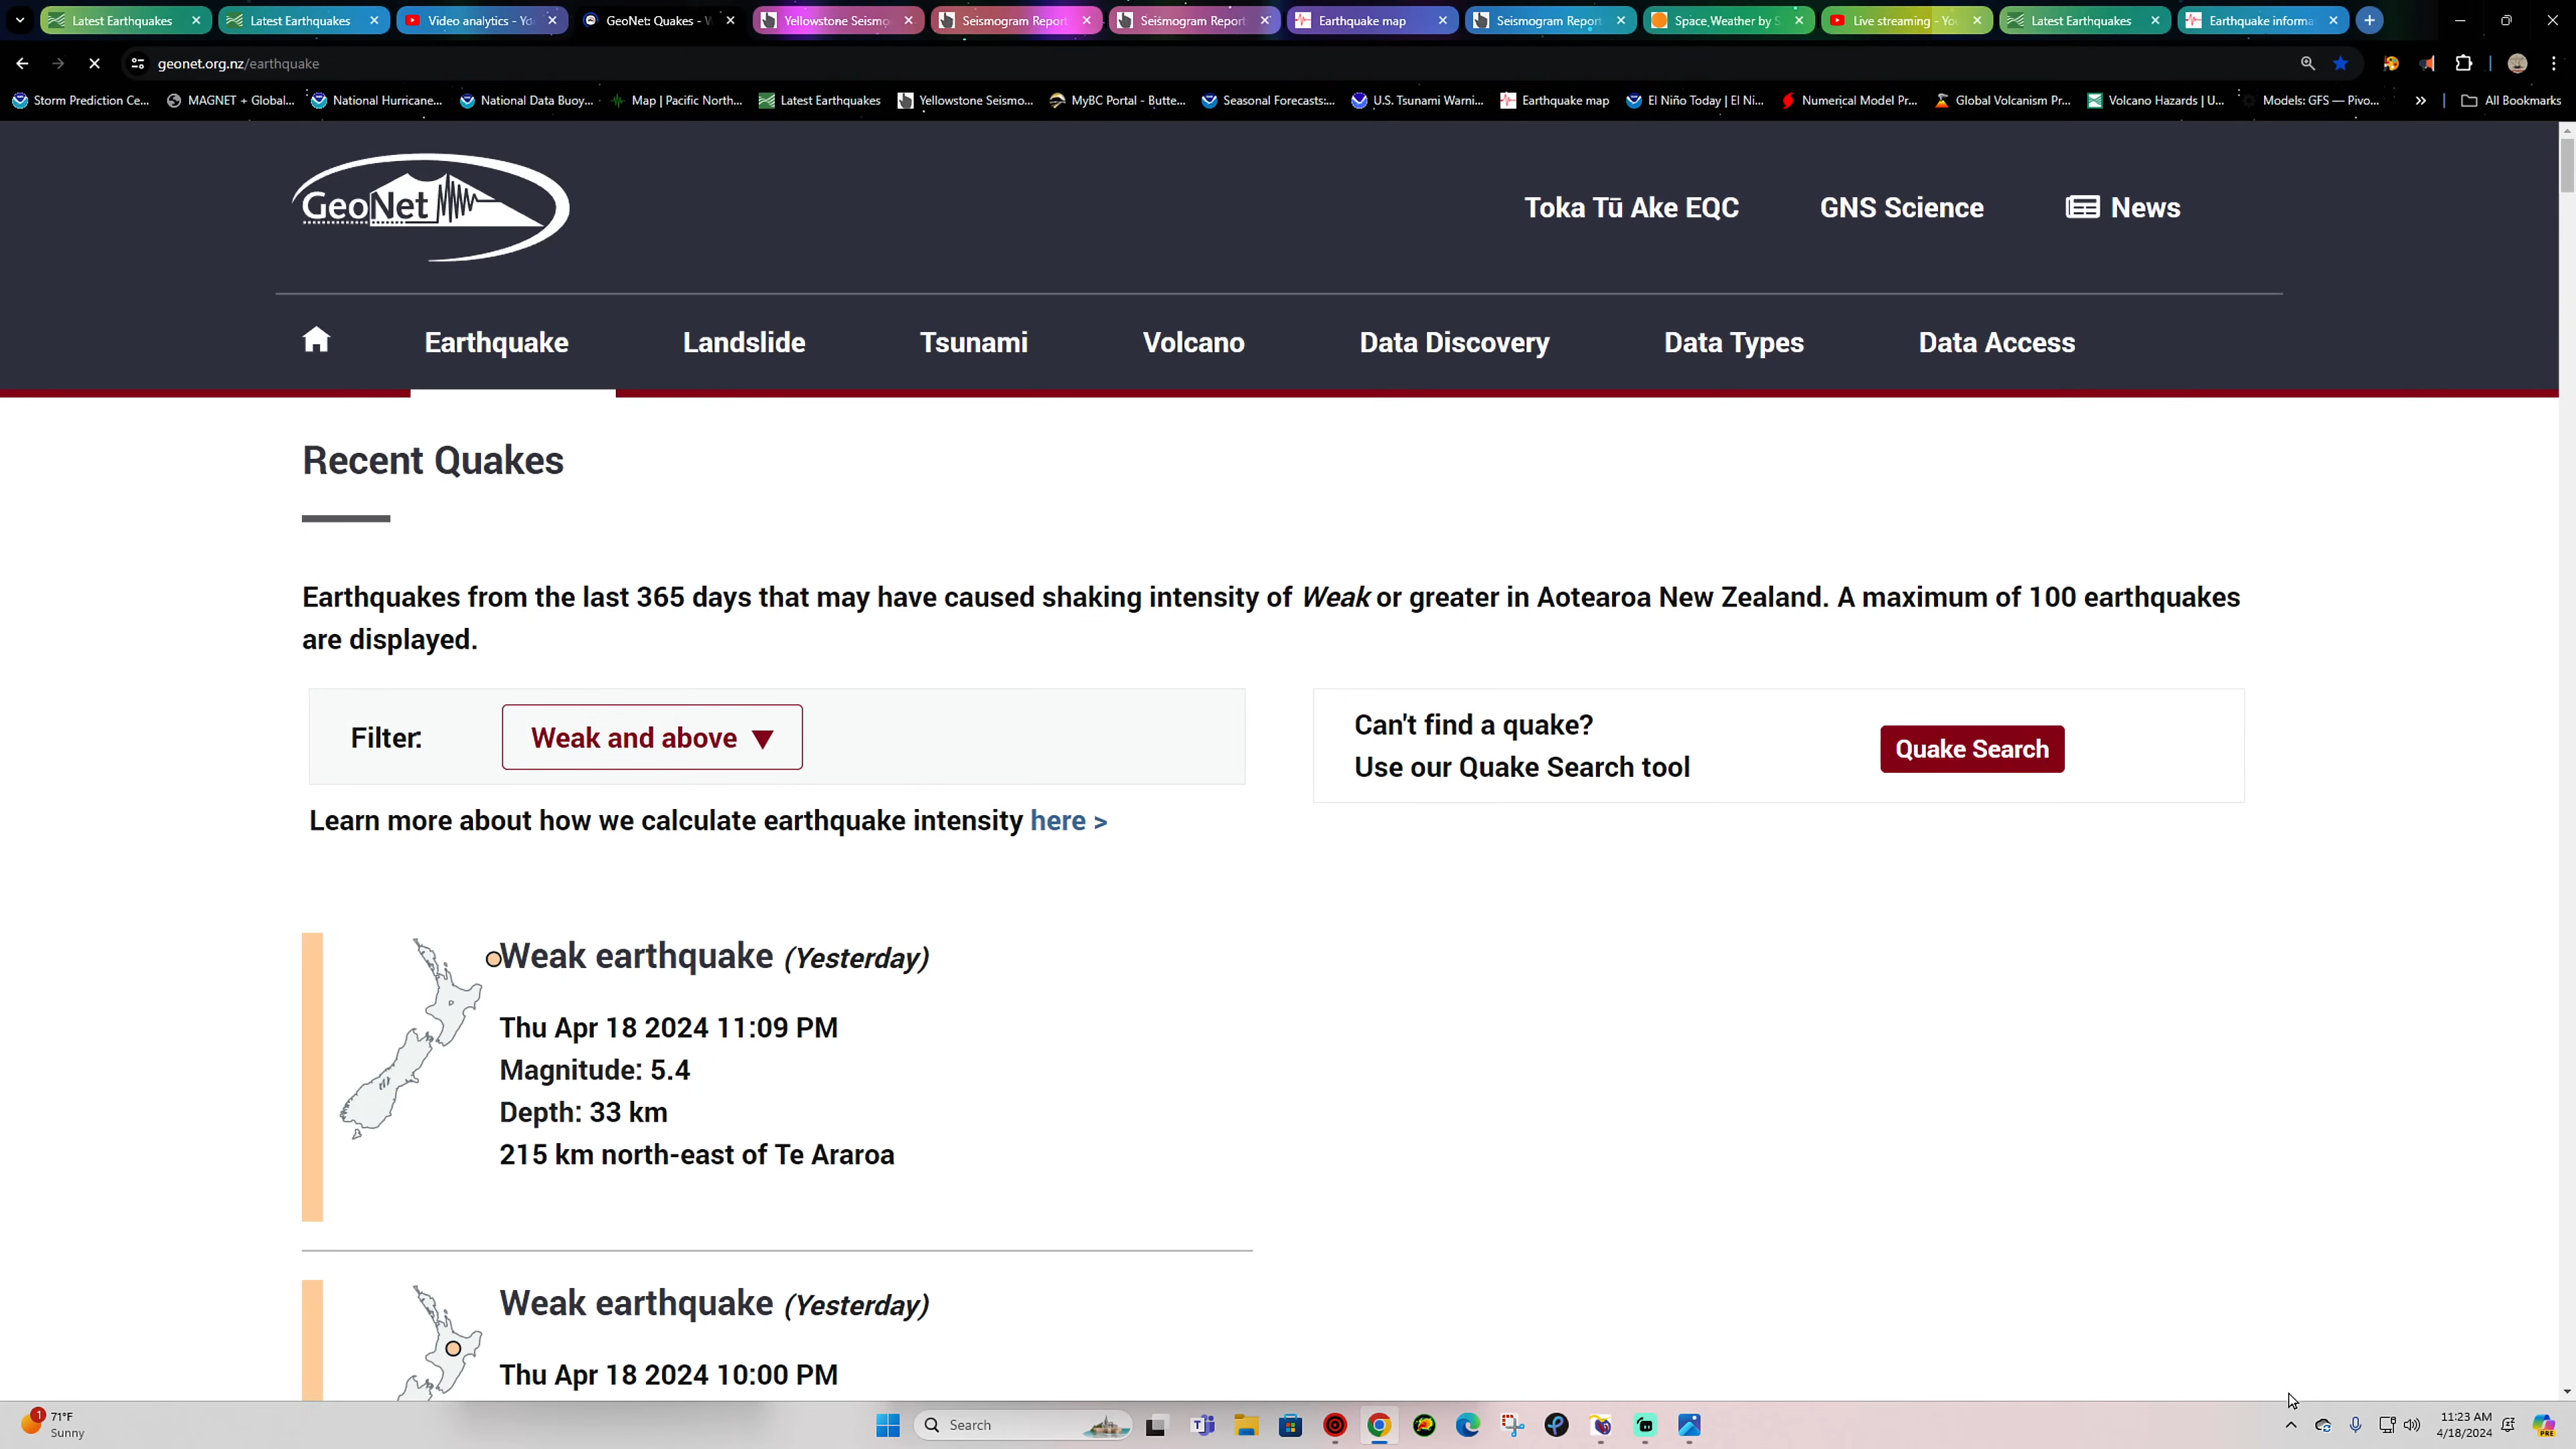 Latest Earthquakes
Latest Earthquakes
Video analytics - You
GeoNet: Quakes - W
Yellowstone Seismo
Seismogram Report
Seismogram Report
Earthquake map
Seismogram Report
Space Weather by S
Live streaming - You
Latest Earthquakes
Earthquake informa
geonet.org.nz/earthquake
Storm Prediction Ce...
MAGNET + Global...
National Hurricane...
National Data Buoy...
Map | Pacific North...
Latest Earthquakes
Yellowstone Seismo...
MyBC Portal - Butte...
Seasonal Forecasts:...
U.S. Tsunami Warni...
Earthquake map
El Niño Today | El Ni...
Numerical Model Pr...
Global Volcanism Pr...
Volcano Hazards | U...
Models: GFS — Pivo...
All Bookmarks
GeoNet
Toka Tū Ake EQC
GNS Science
News
Earthquake
Landslide
Tsunami
Volcano
Data Discovery
Data Types
Data Access
Recent Quakes
Earthquakes from the last 365 days that may have caused shaking intensity of Weak or greater in Aotearoa New Zealand. A maximum of 100 earthquakes
are displayed.
Filter:
Weak and above
Can't find a quake?
Use our Quake Search tool
Quake Search
Learn more about how we calculate earthquake intensity here >
Weak earthquake (Yesterday)
Thu Apr 18 2024 11:09 PM
Magnitude: 5.4
Depth: 33 km
215 km north-east of Te Araroa
Weak earthquake (Yesterday)
Thu Apr 18 2024 10:00 PM
1
71°F
Sunny
Search
11:23 AM
4/18/2024
PRE